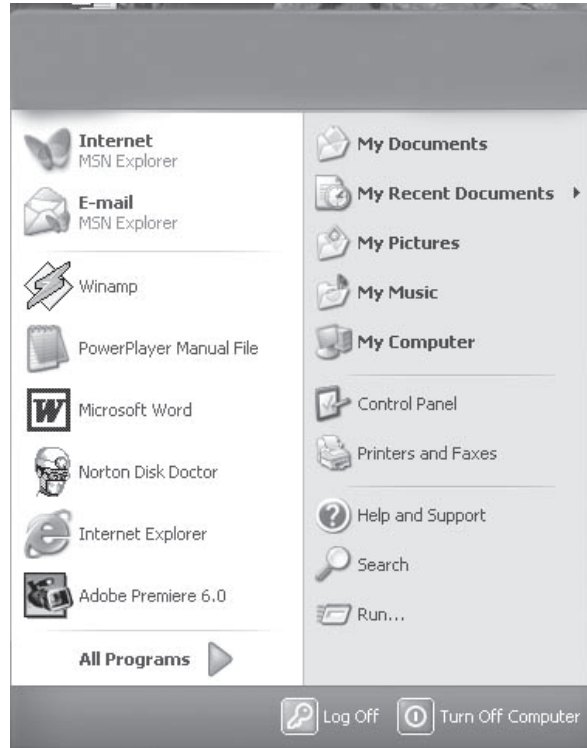 Internet
MSN Explorer
E-mail
MSN Explorer
Winamp
PowerPlayer Manual File
Microsoft Word
Norton Disk Doctor
Internet Explorer
Adobe Premiere 6.0
All Programs
My Documents
My Recent Documents
My Pictures
My Music
My Computer
Control Panel
Printers and Faxes
Help and Support
Search
Run...
Log Off
Turn Off Computer